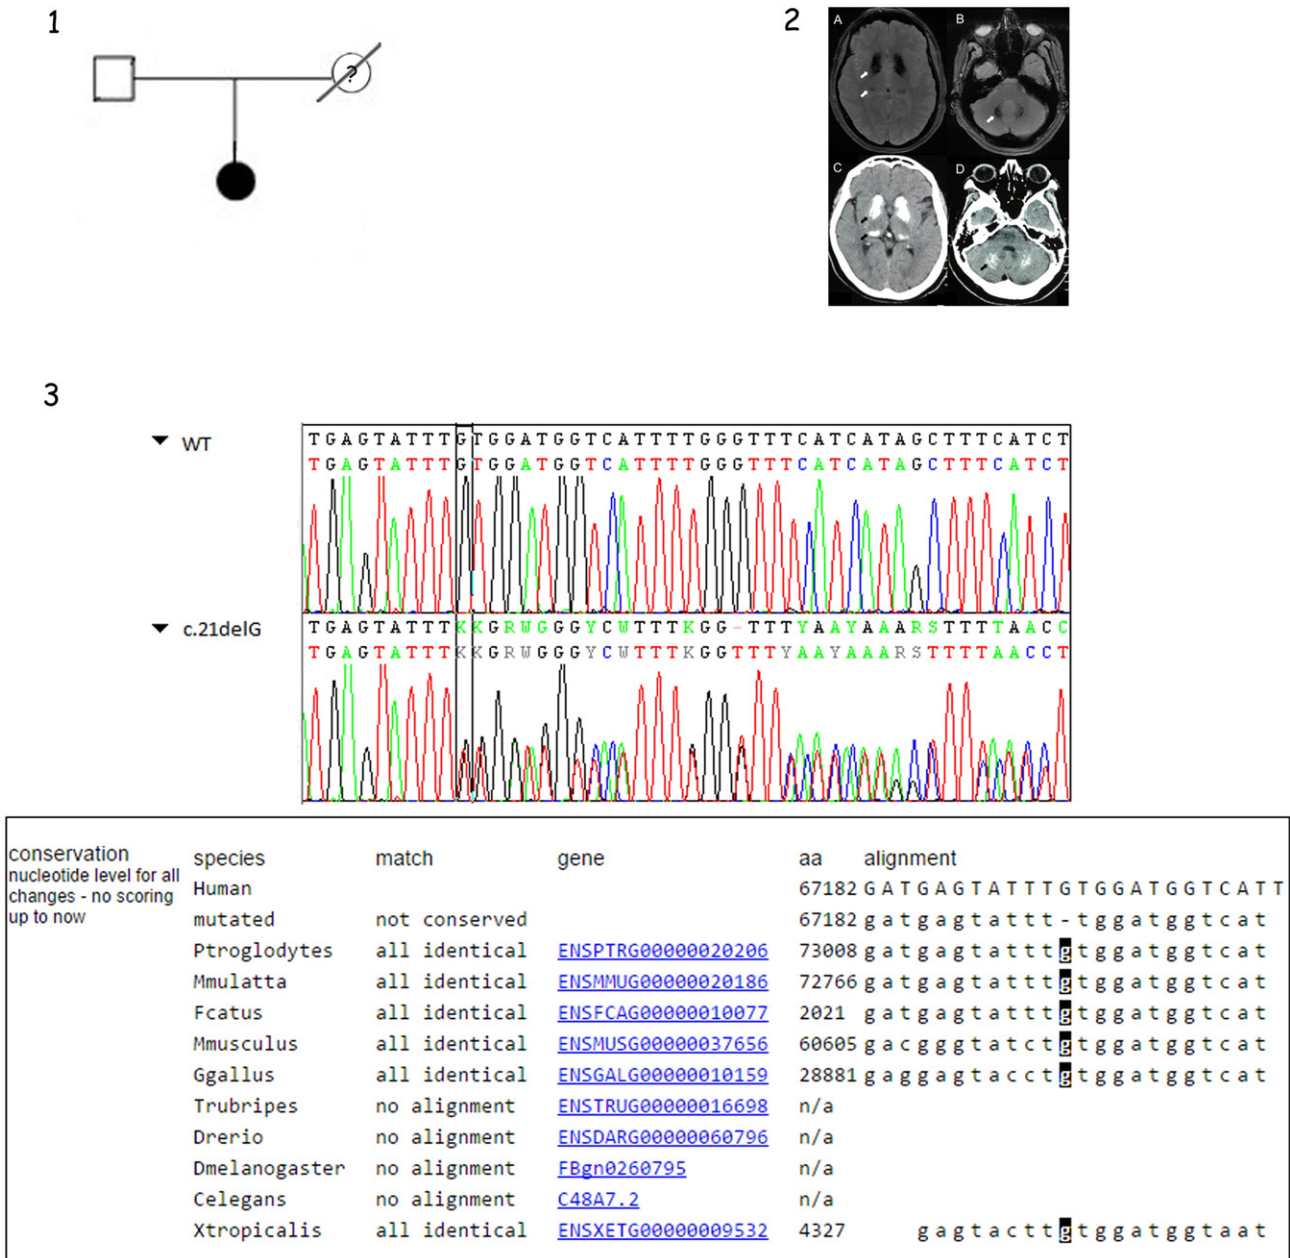 1
?
2
A
B
C
D
3
WT
TGAGTATTTGTGGATGGTCATTTTGGGTTTCATCATAGCTTTCATCT
TGAGTATTTGTGGATGGTCATTTTGGGTTTCATCATAGCTTTCATCT
c.21delG
TGAGTATTTKKGRWGGGYCWTTTKGG-TTTYAAYAAARSTTTTAACC
TGAGTATTTKKGRWGGGYCWTTTKGGTTTYAAYAAARSTTTTAACCT
conservation
nucleotide level for all
changes - no scoring
up to now
species match gene aa alignment
Human 67182 GATGAGTATTTGTGGATGGTCATT
mutated not conserved 67182 gatgagtattt-tggatggtcat
Ptroglodytes all identical ENSPTRG00000020206 73008 gatgagtatttgtggatggtcat
Mmulatta all identical ENSMMUG00000020186 72766 gatgagtatttgtggatggtcat
Fcatus all identical ENSFCAG00000010077 2021 gatgagtatttgtggatggtcat
Mmusculus all identical ENSMUSG00000037656 60605 gacgggtatctgtggatggtcat
Ggallus all identical ENSGALG00000010159 28881 gaggagtacctgtggatggtcat
Trubripes no alignment ENSTRUG00000016698 n/a
Drerio no alignment ENSDARG00000060796 n/a
Dmelanogaster no alignment FBgn0260795 n/a
Celegans no alignment C48A7.2 n/a
Xtropicalis all identical ENSXETG00000009532 4327 gagtacttgtggatggtaat